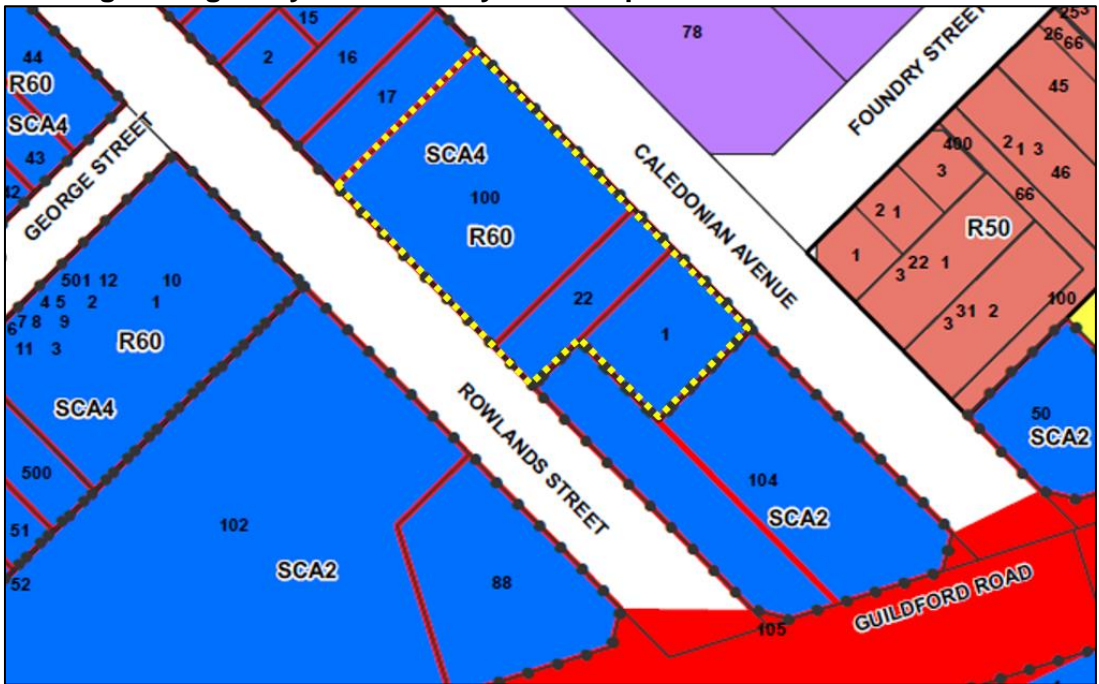 15
2
16
17
78
FOUNDRY STREET
253
26
66
45
44
R60
SCA4
43
GEORGE STREET
SCA4
100
R60
CALEDONIAN AVENUE
400
3
2 1 3
46
66
R50
2 1
1
3 22 1
3 31 2
100
501 12
10
4 5
2
1
6
7 8
9
11
3
R60
SCA4
22
1
ROWLANDS STREET
50
SCA2
500
51
52
102
SCA2
88
104
SCA2
GUILDFORD ROAD
105